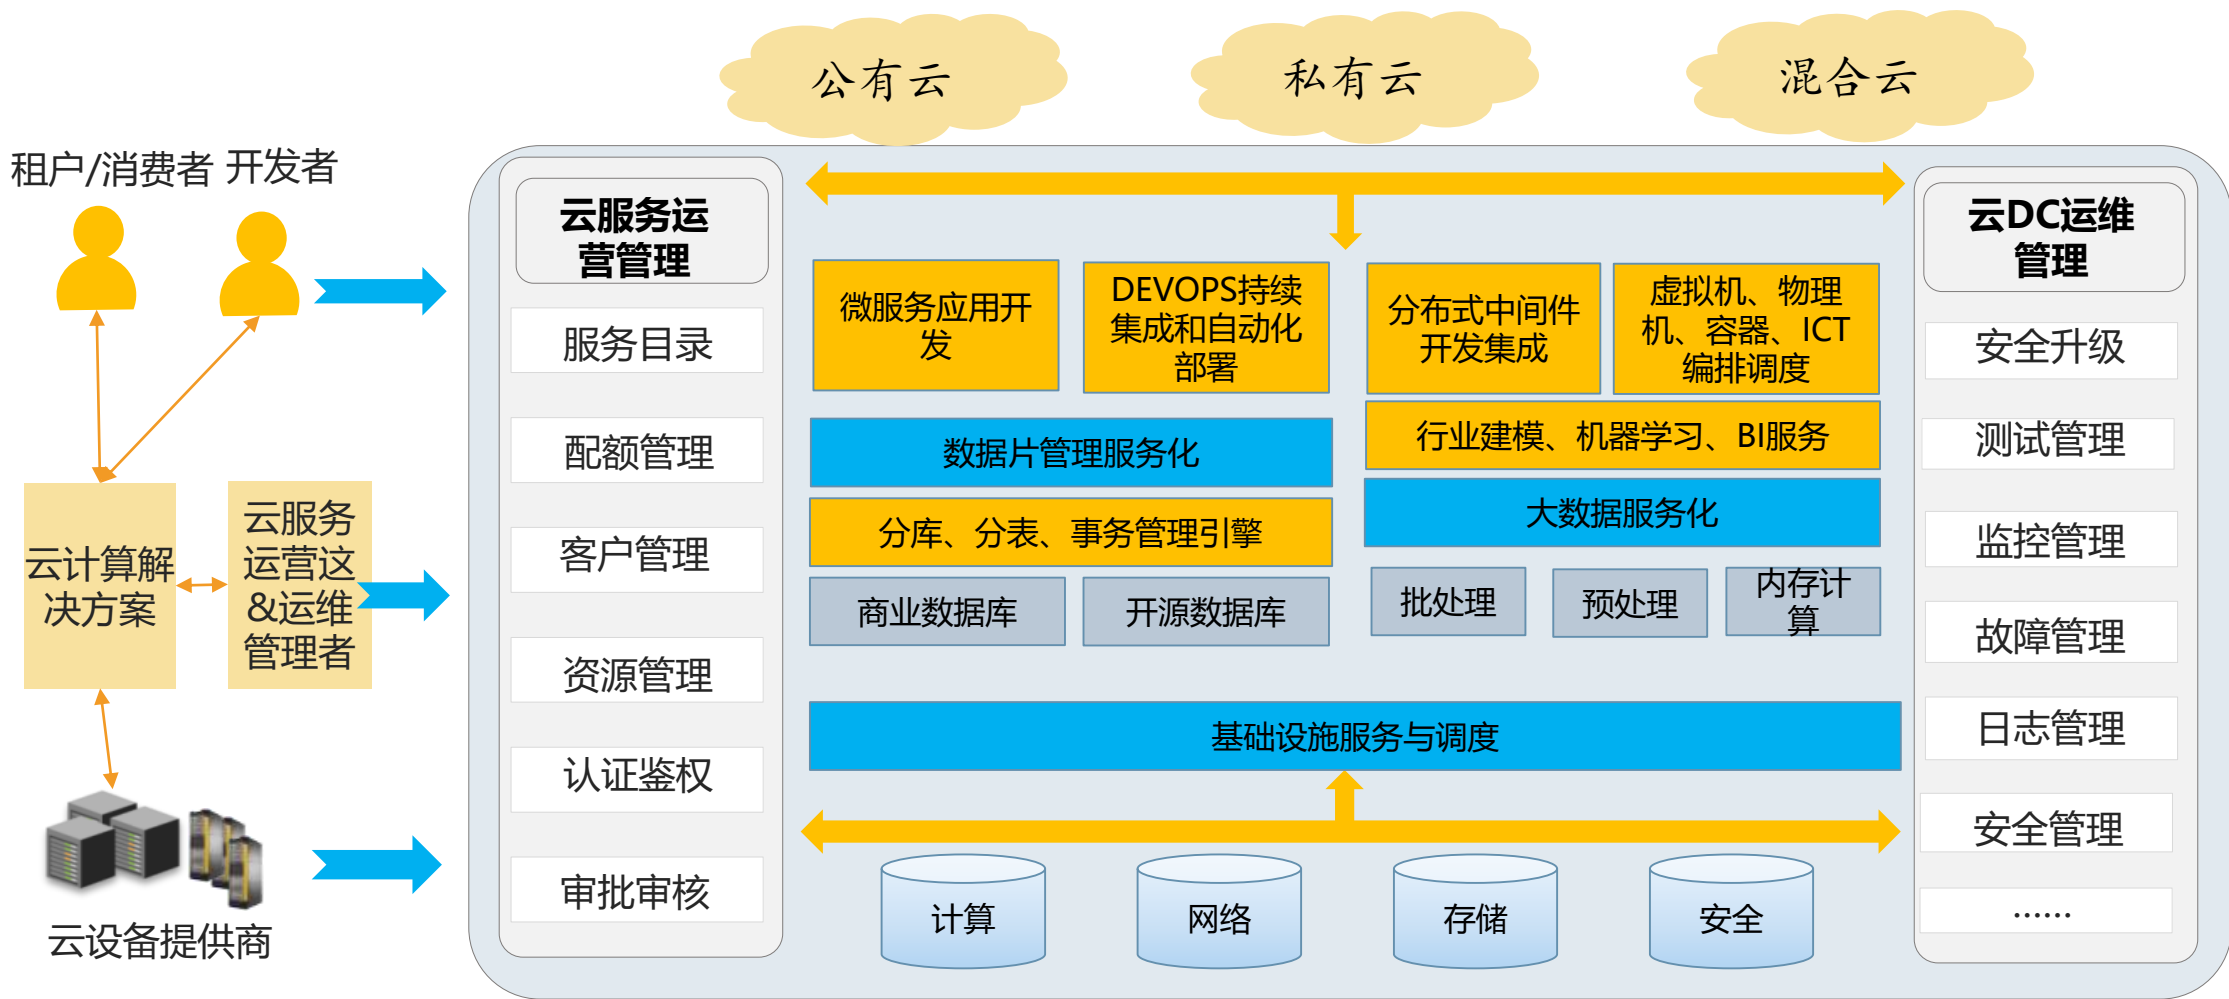 公有云
私有云
混合云
租户/消费者
开发者
云计算解
决方案
云服务
运营这
&运维
管理者
云设备提供商
云服务运
营管理
服务目录
配额管理
客户管理
资源管理
认证鉴权
审批审核
微服务应用开
发
DEVOPS持续
集成和自动化
部署
分布式中间件
开发集成
虚拟机、物理
机、容器、ICT
编排调度
数据片管理服务化
行业建模、机器学习、BI服务
分库、分表、事务管理引擎
大数据服务化
商业数据库
开源数据库
批处理
预处理
内存计
算
基础设施服务与调度
计算
网络
存储
安全
云DC运维
管理
安全升级
测试管理
监控管理
故障管理
日志管理
安全管理
......